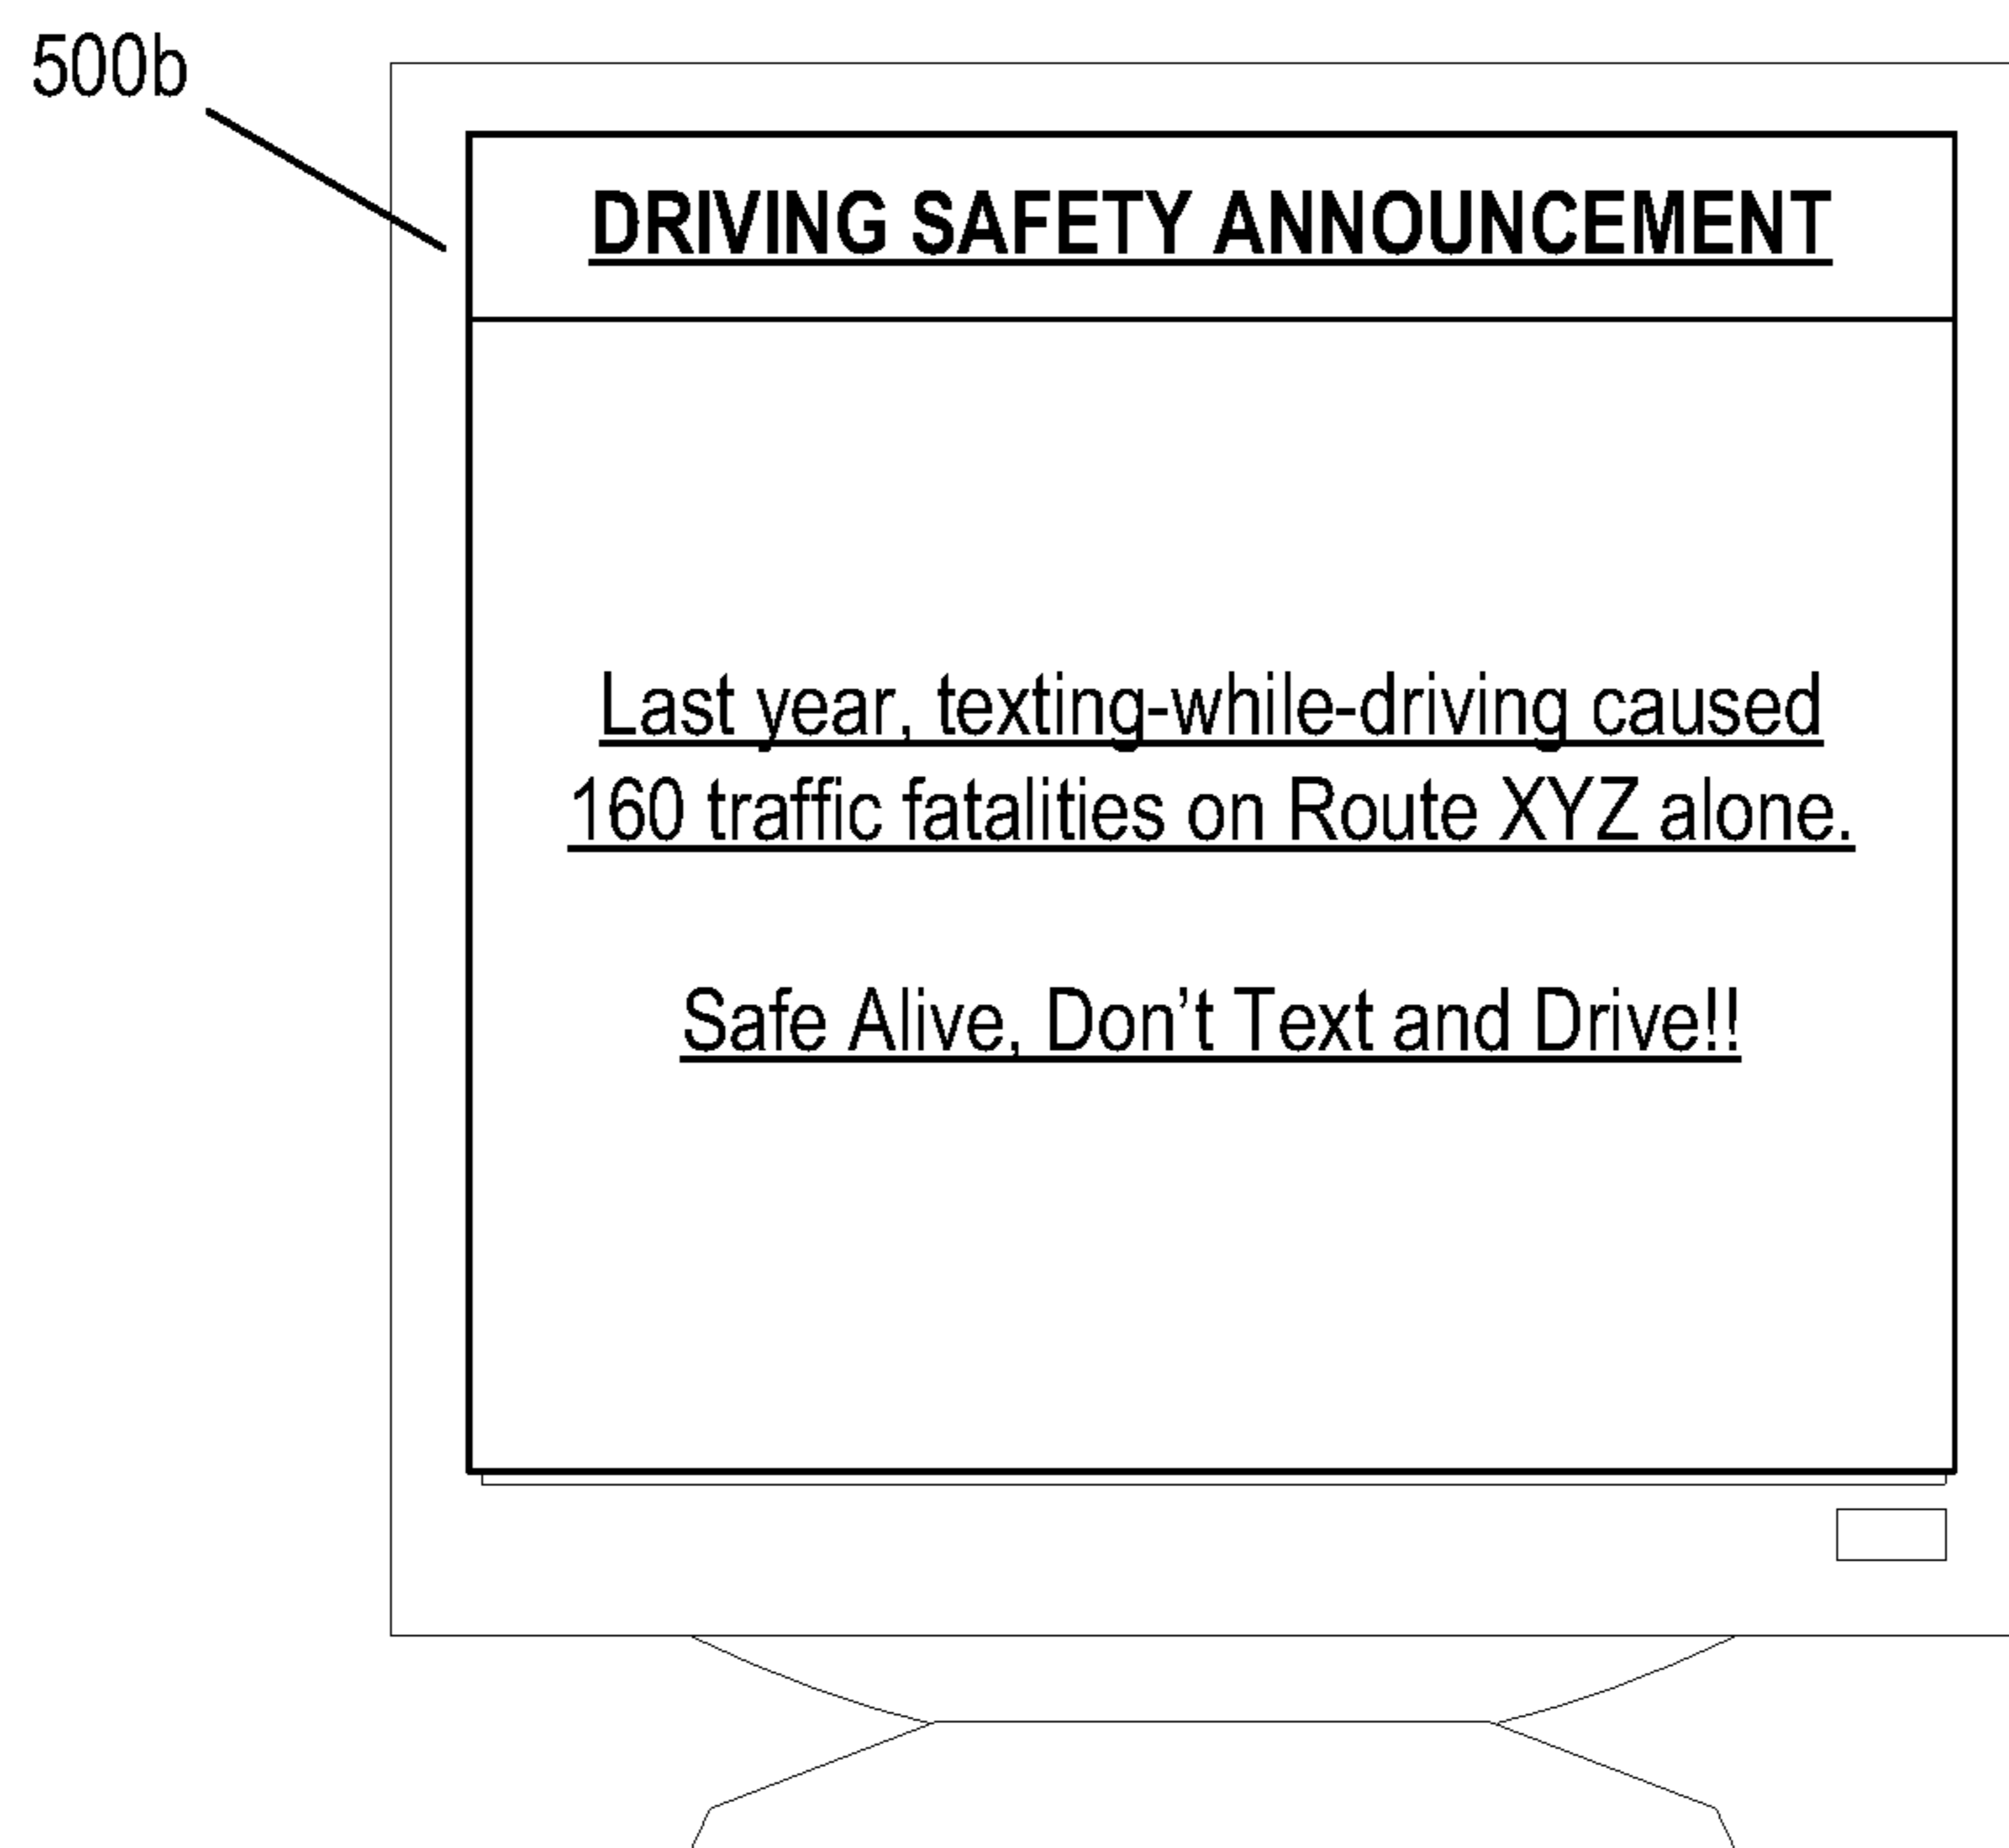 500b
DRIVING SAFETY ANNOUNCEMENT
Last year, texting-while-driving caused
160 traffic fatalities on Route XYZ alone.
Safe Alive, Don’t Text and Drive!!